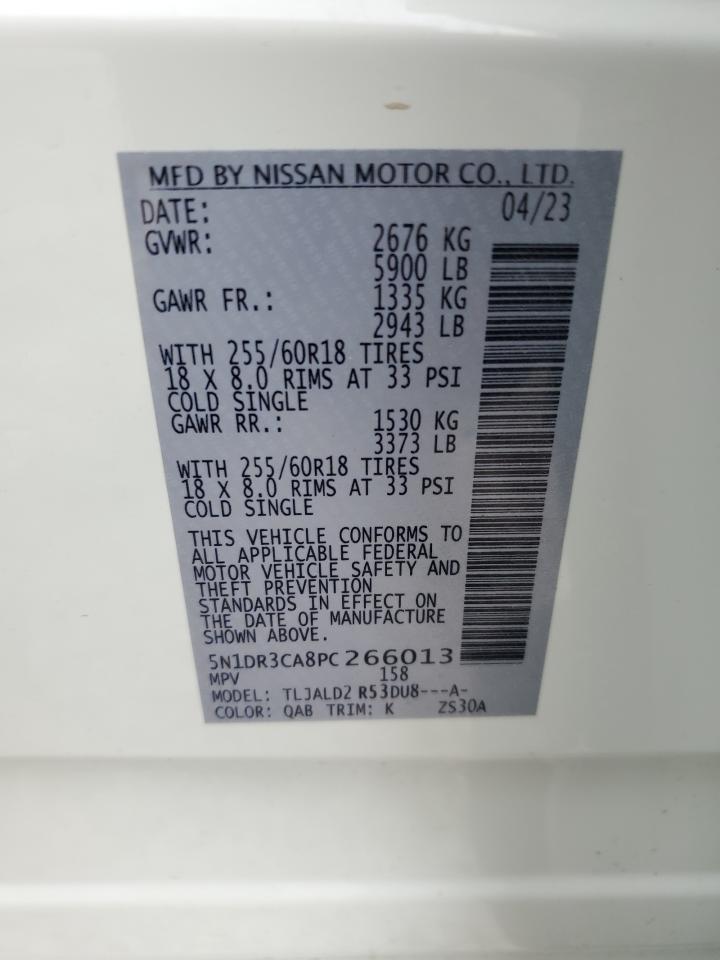 MFD BY NISSAN MOTOR CO., LTD.
DATE: 04/23
GVWR: 2676 KG
5900 LB
GAWR FR.: 1335 KG
2943 LB
WITH 255/60R18 TIRES
18 X 8.0 RIMS AT 33 PSI
COLD SINGLE
GAWR RR.: 1530 KG
3373 LB
WITH 255/60R18 TIRES
18 X 8.0 RIMS AT 33 PSI
COLD SINGLE
THIS VEHICLE CONFORMS TO
ALL APPLICABLE FEDERAL
MOTOR VEHICLE SAFETY AND
THEFT PREVENTION
STANDARDS IN EFFECT ON
THE DATE OF MANUFACTURE
SHOWN ABOVE.
5N1DR3CA8PC266013
MPV 158
MODEL: TLJALD2 R53DU8---A-
COLOR: QAB TRIM: K ZS30A